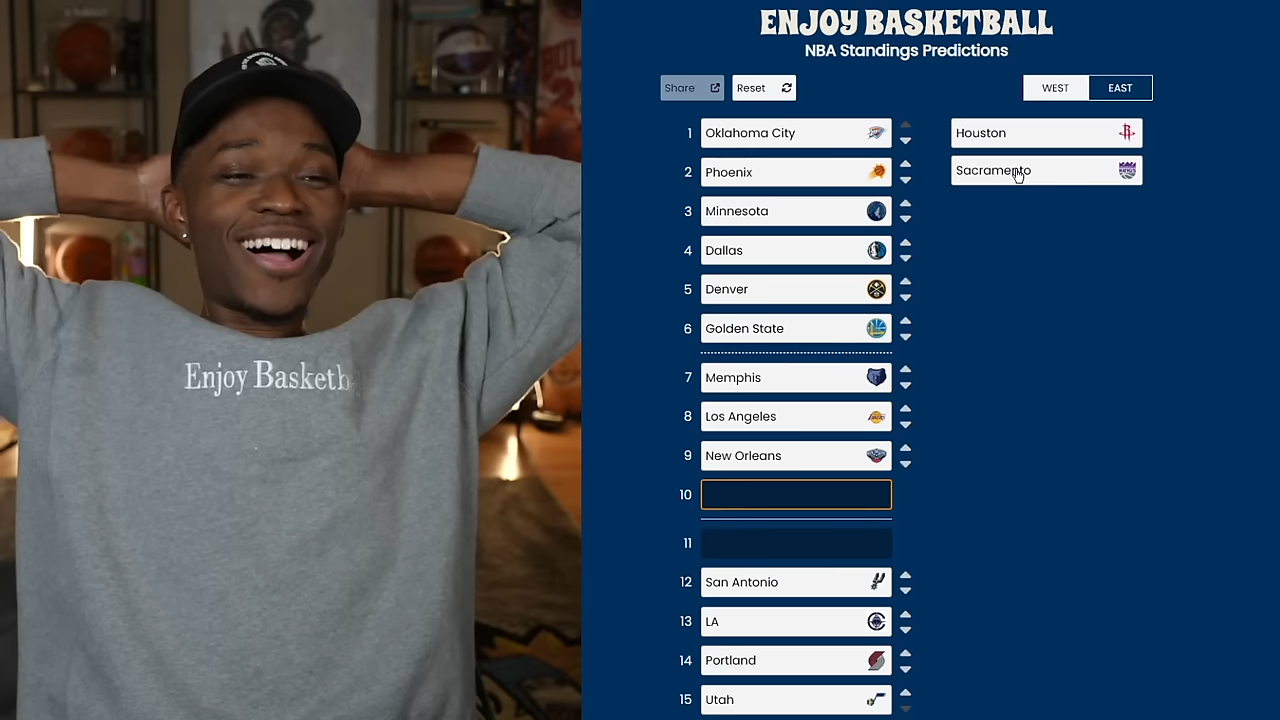 ENJOY BASKETBALL
NBA Standings Predictions
Share
Reset
WEST
EAST
1 Oklahoma City
2 Phoenix
3 Minnesota
4 Dallas
5 Denver
6 Golden State
7 Memphis
8 Los Angeles
9 New Orleans
10
11
12 San Antonio
13 LA
14 Portland
15 Utah
Houston
Sacramento
Enjoy Basketb